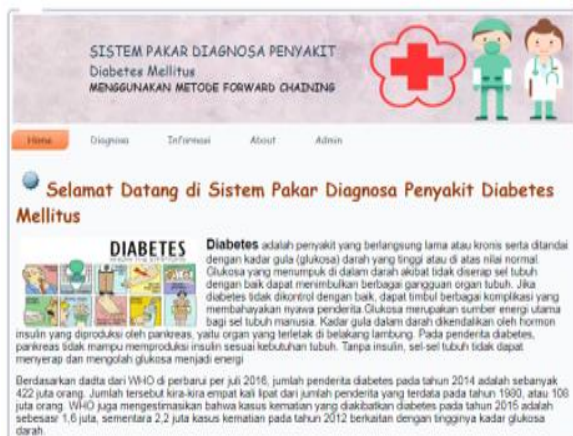 SISTEM PAKAR DIAGNOSA PENYAKIT
Diabetes Mellitus
MENGGUNAKAN METODE FORWARD CHAINING
Home Diagnosa Informasi About Admin
Selamat Datang di Sistem Pakar Diagnosa Penyakit Diabetes
Mellitus
DIABETES
Diabetes adalah penyakit yang berlangsung lama atau kronis serta ditandai
dengan kadar gula (glukosa) darah yang tinggi atau di atas nilai normal.
Glukosa yang menumpuk di dalam darah akibat tidak diserap sel tubuh
dengan baik dapat menimbulkan berbagai gangguan organ tubuh. Jika
diabetes tidak dikontrol dengan baik, dapat timbul berbagai komplikasi yang
membahayakan nyawa penderita.Glukosa merupakan sumber energi utama
bagi sel tubuh manusia. Kadar gula dalam darah dikendalikan oleh hormon
insulin yang diproduksi oleh pankreas, yaitu organ yang terletak di belakang lambung. Pada penderita diabetes,
pankreas tidak mampu memproduksi insulin sesuai kebutuhan tubuh. Tanpa insulin, sel-sel tubuh tidak dapat
menyerap dan mengolah glukosa menjadi energi
Berdasarkan dadta dari WHO di perbarui per juli 2016, jumlah penderita diabetes pada tahun 2014 adalah sebanyak
422 juta orang. Jumlah tersebut kira-kira empat kali lipat dari jumlah penderita yang terdata pada tahun 1980, atau 108
juta orang. WHO juga mengestimasikan bahwa kasus kematian yang diakibatkan diabetes pada tahun 2015 adalah
sebesasr 1,6 juta, sementara 2,2 juta kasus kematian pada tahun 2012 berkaitan dengan tingginya kadar glukosa
darah.